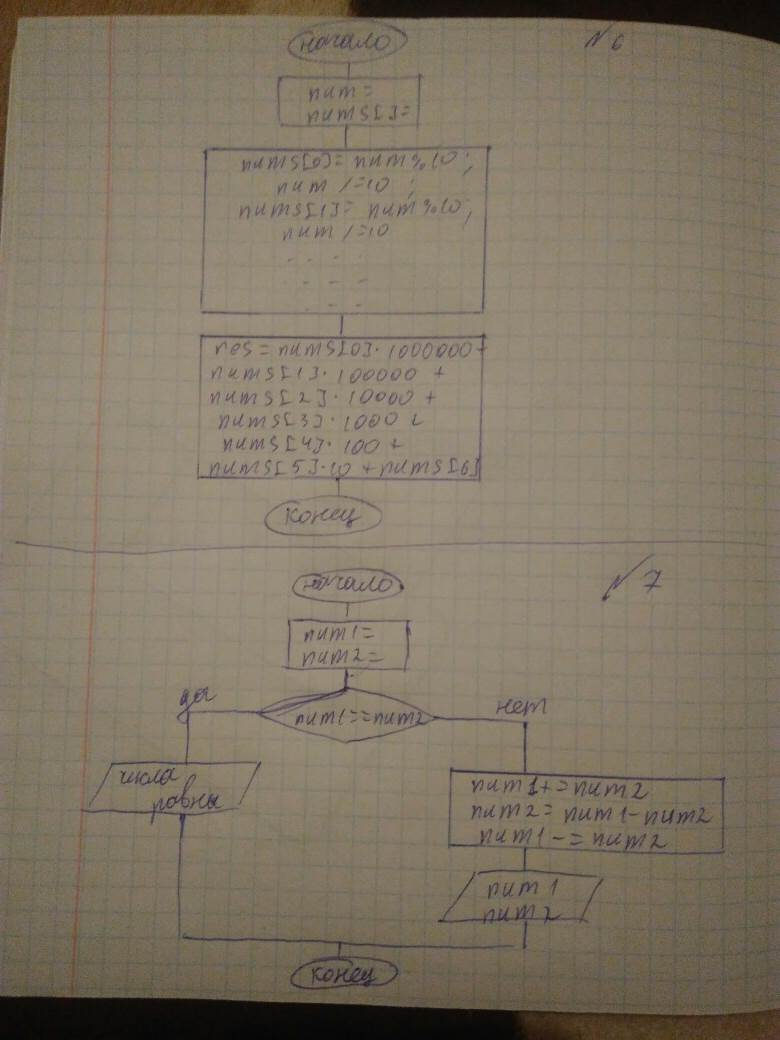 № 6
начало
num =
nums[]=
nums[0]= num%10;
num /=10 ;
nums[1]= num%10;
num /=10
. . . .
. - - -
- - -
res = nums[0]·1000000+
nums[1]·100000 +
nums[2]·10000 +
nums[3]·1000 +
nums[4]·100 +
nums[5]·10 + nums[6]
конец
№ 7
начало
num1=
num2=
да
num1==num2
нет
числа
равны
num1+=num2
num2= num1-num2
num1-=num2
num1
num2
конец